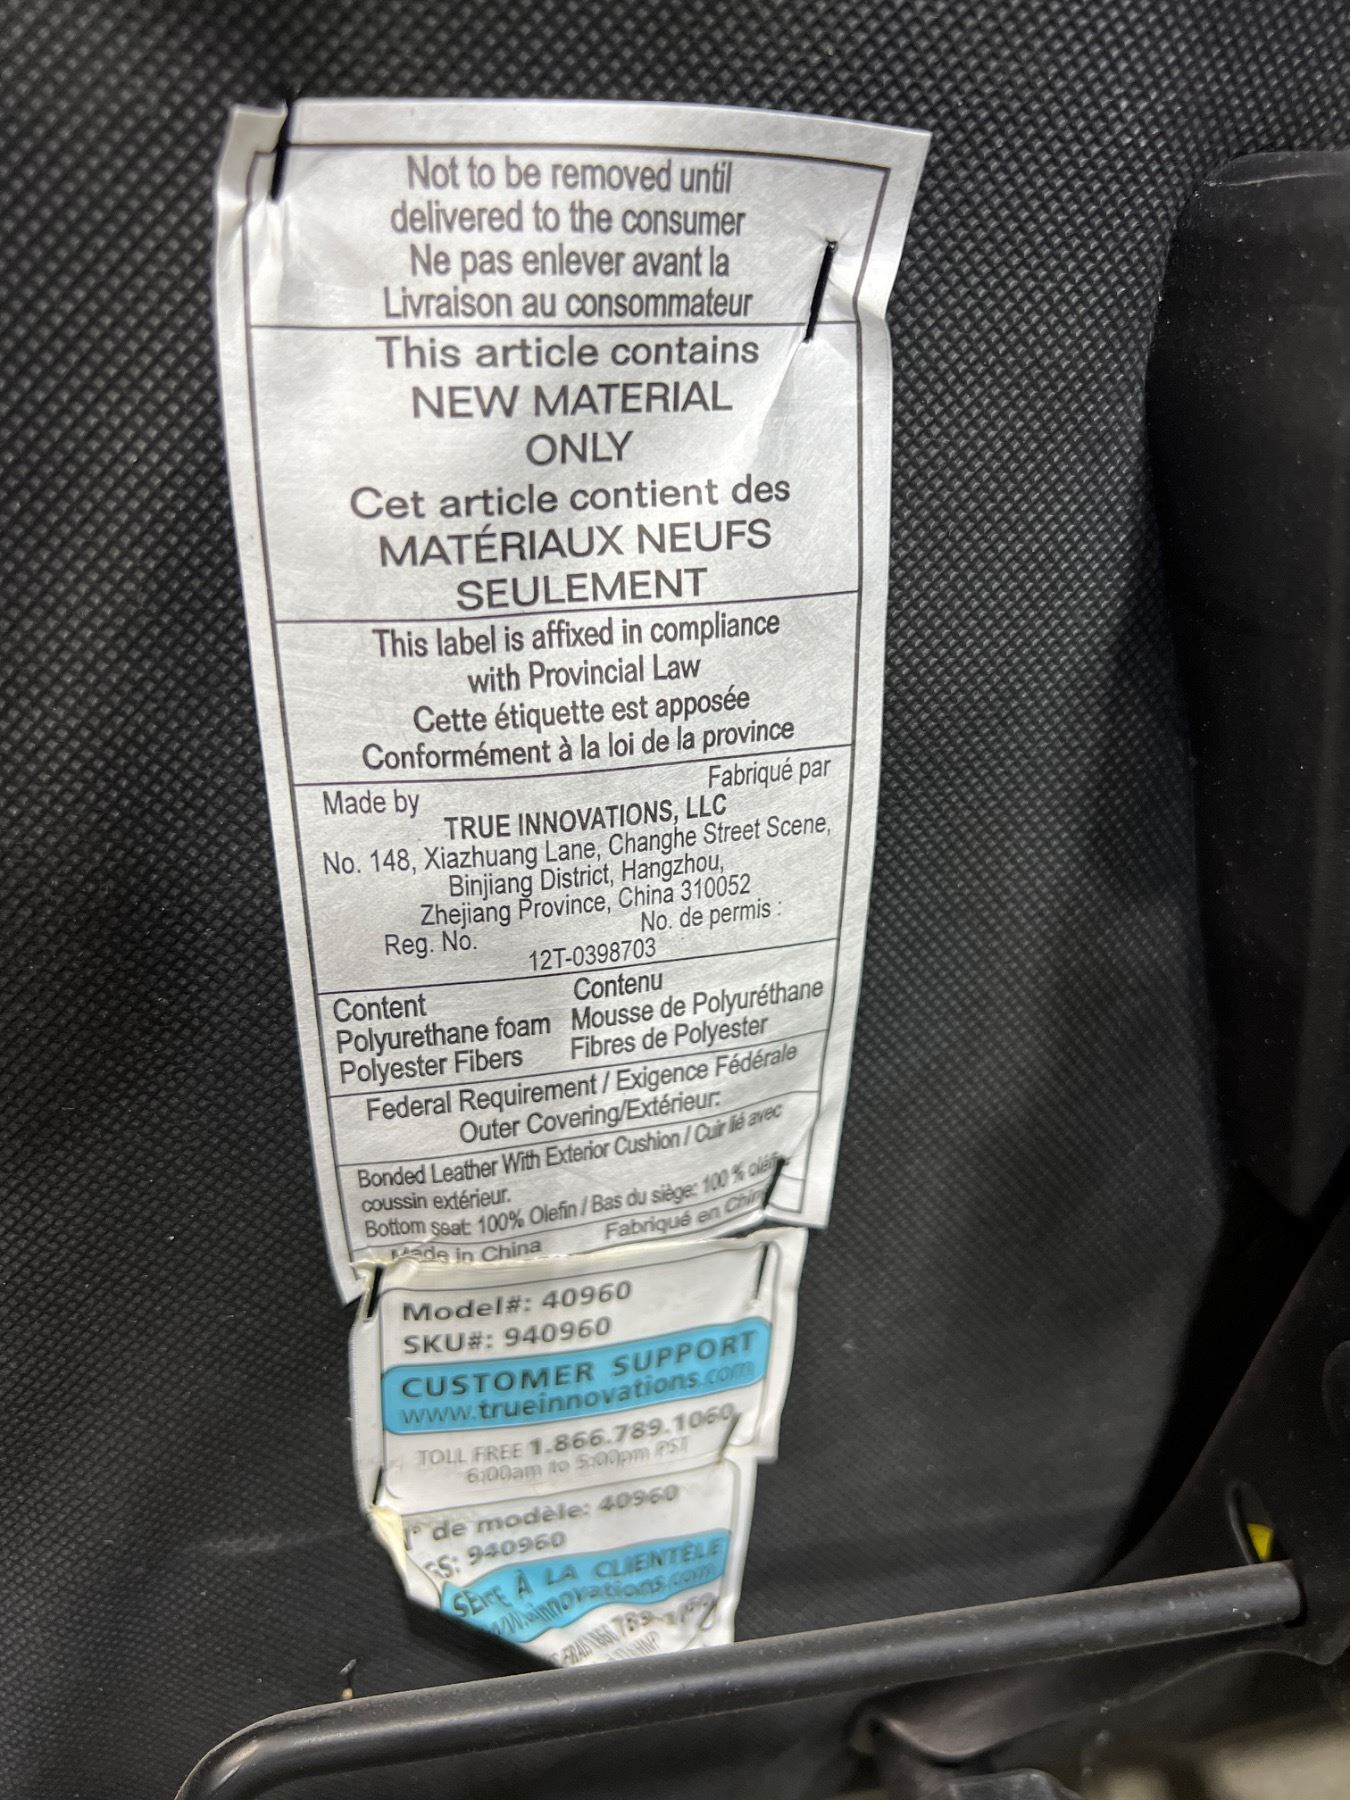 Not to be removed until
delivered to the consumer
Ne pas enlever avant la
Livraison au consommateur
This article contains
NEW MATERIAL
ONLY
Cet article contient des
MATÉRIAUX NEUFS
SEULEMENT
This label is affixed in compliance
with Provincial Law
Cette étiquette est apposée
Conformément à la loi de la province
Made by Fabriqué par
TRUE INNOVATIONS, LLC
No. 148, Xiazhuang Lane, Changhe Street Scene,
Binjiang District, Hangzhou,
Zhejiang Province, China 310052
Reg. No. No. de permis :
12T-0398703
Content Contenu
Polyurethane foam Mousse de Polyuréthane
Polyester Fibers Fibres de Polyester
Federal Requirement / Exigence Fédérale
Outer Covering/Extérieur:
Bonded Leather With Exterior Cushion / Cuir lié avec
coussin extérieur.
Bottom seat: 100% Olefin / Bas du siège: 100 %
Made in China Fabriqué en
Model#: 40960
SKU#: 940960
CUSTOMER SUPPORT
www.trueinnovations.com
TOLL FREE 1.866.789.1060
6:00am to 5:00pm PST
de modèle: 40960
940960
À LA CLIENTÈLE